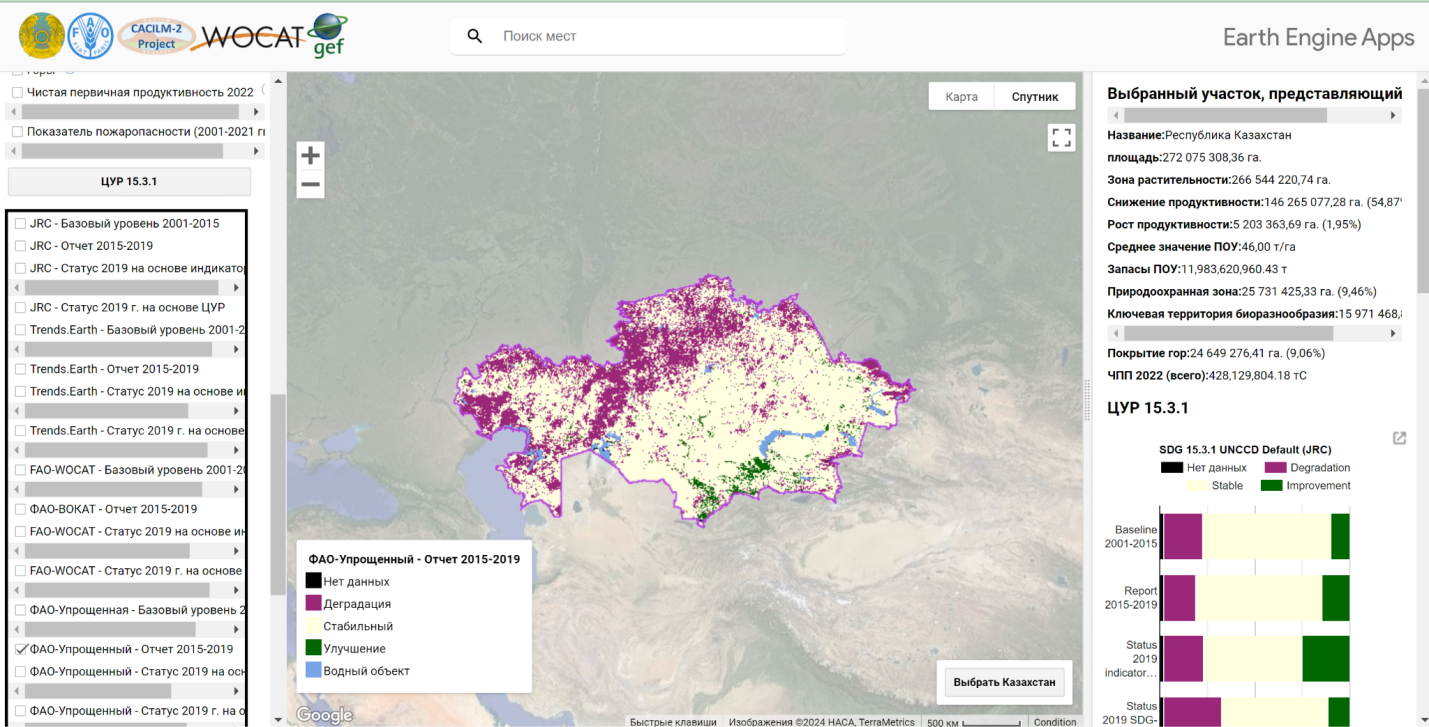 CACILM-2
Project
WOCAT
gef
FAO
FIAT PANIS
Поиск мест
Earth Engine Apps
Горы
Чистая первичная продуктивность 2022
Показатель пожароопасности (2001-2021 г
ЦУР 15.3.1
JRC - Базовый уровень 2001-2015
JRC - Отчет 2015-2019
JRC - Статус 2019 на основе индикатор
JRC - Статус 2019 г. на основе ЦУР
Trends.Earth - Базовый уровень 2001-2
Trends.Earth - Отчет 2015-2019
Trends.Earth - Статус 2019 на основе и
Trends.Earth - Статус 2019 г. на основе
FAO-WOCAT - Базовый уровень 2001-20
ФАО-ВОКАТ - Отчет 2015-2019
FAO-WOCAT - Статус 2019 на основе ин
FAO-WOCAT - Статус 2019 г. на основе
ФАО-Упрощенная - Базовый уровень 2
ФАО-Упрощенный - Отчет 2015-2019
ФАО-Упрощенный - Статус 2019 на осн
ФАО-Упрощенный - Статус 2019 г. на о
Карта
Спутник
ФАО-Упрощенный - Отчет 2015-2019
Нет данных
Деградация
Стабильный
Улучшение
Водный объект
Выбрать Казахстан
Google
Быстрые клавиши
Изображения ©2024 НАСА, TerraMetrics
500 км
Condition
Выбранный участок, представляющий
Название:Республика Казахстан
площадь:272 075 308,36 га.
Зона растительности:266 544 220,74 га.
Снижение продуктивности:146 265 077,28 га. (54,87
Рост продуктивности:5 203 363,69 га. (1,95%)
Среднее значение ПОУ:46,00 т/га
Запасы ПОУ:11,983,620,960.43 т
Природоохранная зона:25 731 425,33 га. (9,46%)
Ключевая территория биоразнообразия:15 971 468,
Покрытие гор:24 649 276,41 га. (9,06%)
ЧПП 2022 (всего):428,129,804.18 тС
ЦУР 15.3.1
SDG 15.3.1 UNCCD Default (JRC)
Нет данных
Degradation
Stable
Improvement
Baseline
2001-2015
Report
2015-2019
Status
2019
indicator…
Status
2019 SDG-